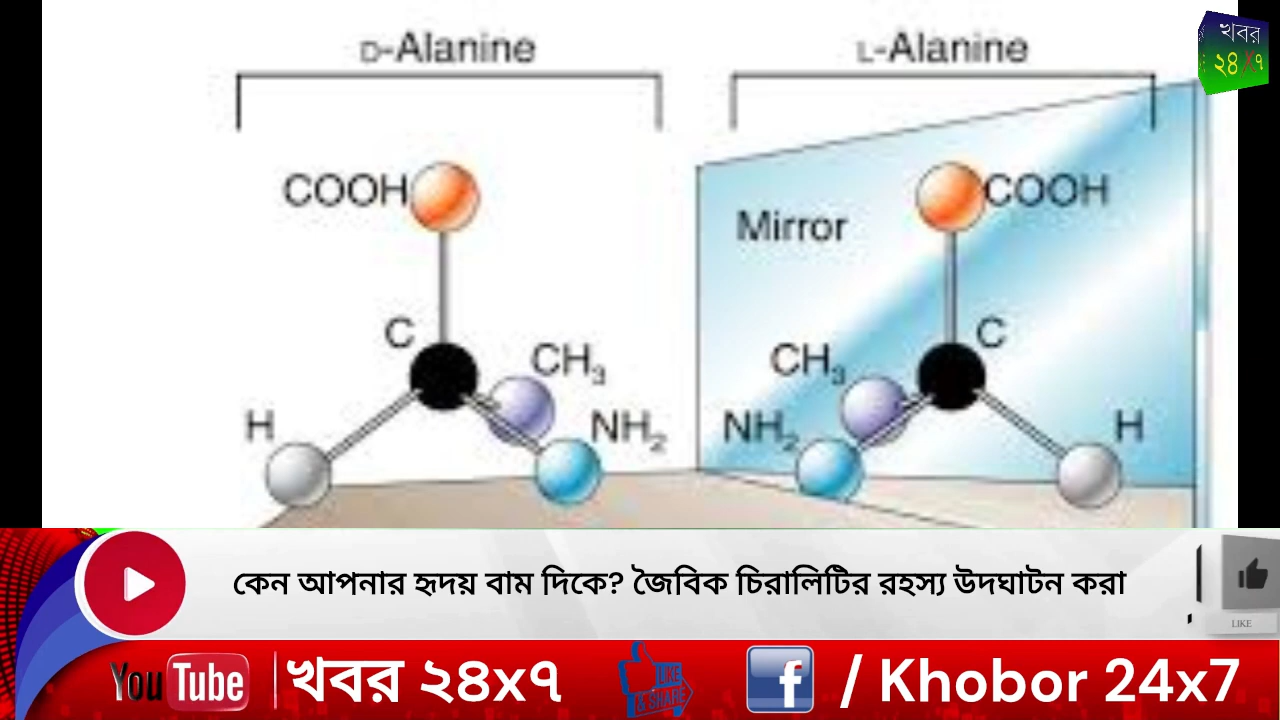 D-Alanine
L-Alanine
খবর
২৪x৭
COOH
COOH
Mirror
C
C
CH₃
CH₃
H
NH₂
NH₂
H
কেন আপনার হৃদয় বাম দিকে? জৈবিক চিরালিটির রহস্য উদঘাটন করা
LIKE
YouTube
খবর ২৪x৭
LIKE
& SHARE
f / Khobor 24x7